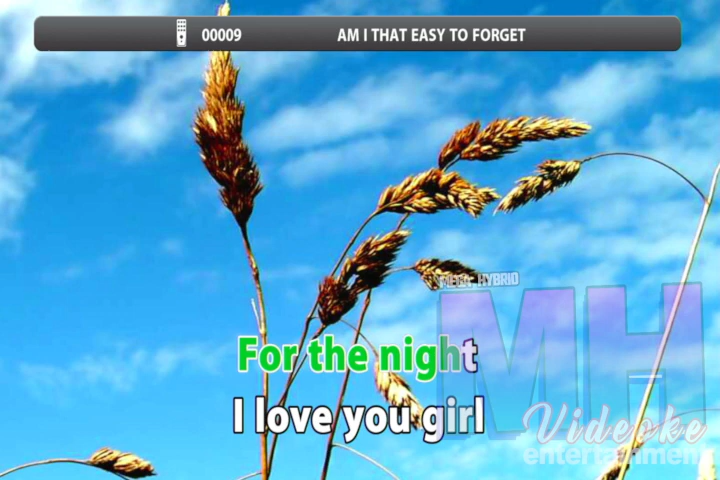 00009 AM I THAT EASY TO FORGET
MEGA HYBRID
For the night
I love you girl
MH
Videoke
entertainment